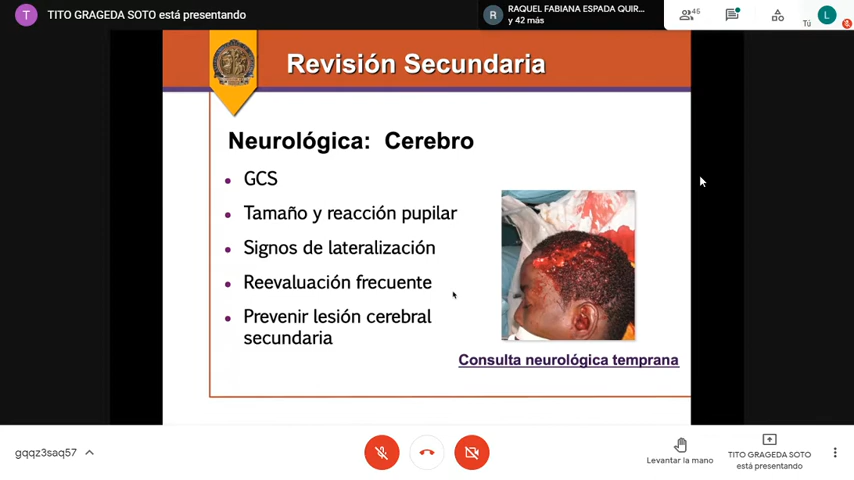 T TITO GRAGEDA SOTO está presentando
R RAQUEL FABIANA ESPADA QUIR...
y 42 más
45
Tú
L
Revisión Secundaria
Neurológica: Cerebro
• GCS
• Tamaño y reacción pupilar
• Signos de lateralización
• Reevaluación frecuente
• Prevenir lesión cerebral
secundaria
Consulta neurológica temprana
gqqz3saq57
Levantar la mano
TITO GRAGEDA SOTO
está presentando